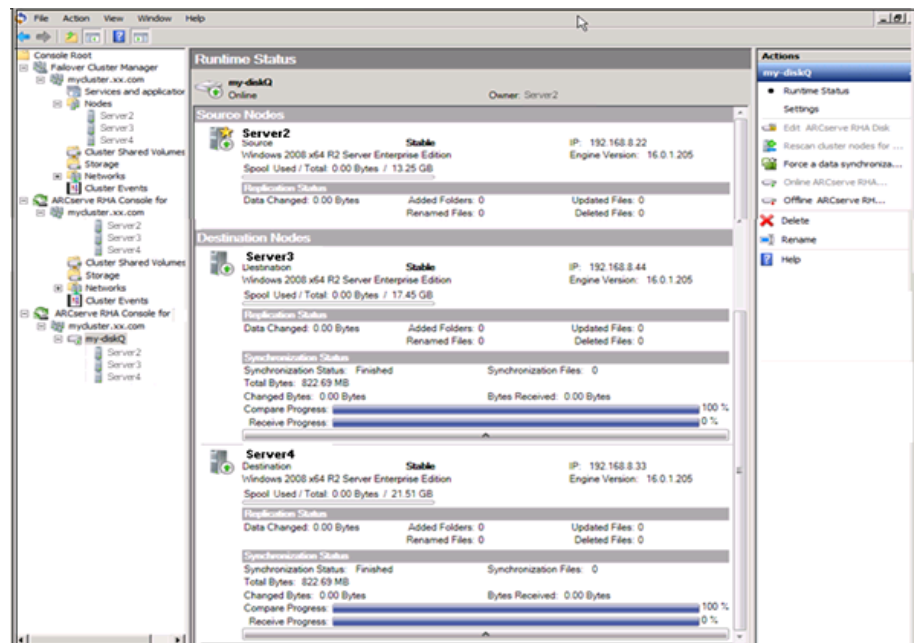 File Action View Window Help
Console Root
Failover Cluster Manager
mycluster.xx.com
Services and applicatior
Nodes
Server2
Server3
Server4
Cluster Shared Volumes
Storage
Networks
Cluster Events
ARCserve RHA Console for
mycluster.xx.com
Server2
Server3
Server4
Cluster Shared Volumes
Storage
Networks
Cluster Events
ARCserve RHA Console for
mycluster.xx.com
my-diskQ
Server2
Server3
Server4
Runtime Status
my-diskQ
Online Owner: Server2
Source Nodes
Server2
Source Stable IP: 192.168.8.22
Windows 2008 x64 R2 Server Enterprise Edition Engine Version: 16.0.1.205
Spool Used / Total: 0.00 Bytes / 13.25 GB
Replication Status
Data Changed: 0.00 Bytes Added Folders: 0 Updated Files: 0
Renamed Files: 0 Deleted Files: 0
Destination Nodes
Server3
Destination Stable IP: 192.168.8.44
Windows 2008 x64 R2 Server Enterprise Edition Engine Version: 16.0.1.205
Spool Used / Total: 0.00 Bytes / 17.45 GB
Replication Status
Data Changed: 0.00 Bytes Added Folders: 0 Updated Files: 0
Renamed Files: 0 Deleted Files: 0
Synchronization Status
Synchronization Status: Finished Synchronization Files: 0
Total Bytes: 822.69 MB
Changed Bytes: 0.00 Bytes Bytes Received: 0.00 Bytes
Compare Progress: 100 %
Receive Progress: 0 %
Server4
Destination Stable IP: 192.168.8.33
Windows 2008 x64 R2 Server Enterprise Edition Engine Version: 16.0.1.205
Spool Used / Total: 0.00 Bytes / 21.51 GB
Replication Status
Data Changed: 0.00 Bytes Added Folders: 0 Updated Files: 0
Renamed Files: 0 Deleted Files: 0
Synchronization Status
Synchronization Status: Finished Synchronization Files: 0
Total Bytes: 822.69 MB
Changed Bytes: 0.00 Bytes Bytes Received: 0.00 Bytes
Compare Progress: 100 %
Receive Progress: 0 %
Actions
my-diskQ
Runtime Status
Settings
Edit ARCserve RHA Disk
Rescan cluster nodes for ...
Force a data synchroniza...
Online ARCserve RHA...
Offline ARCserve RH...
Delete
Rename
Help